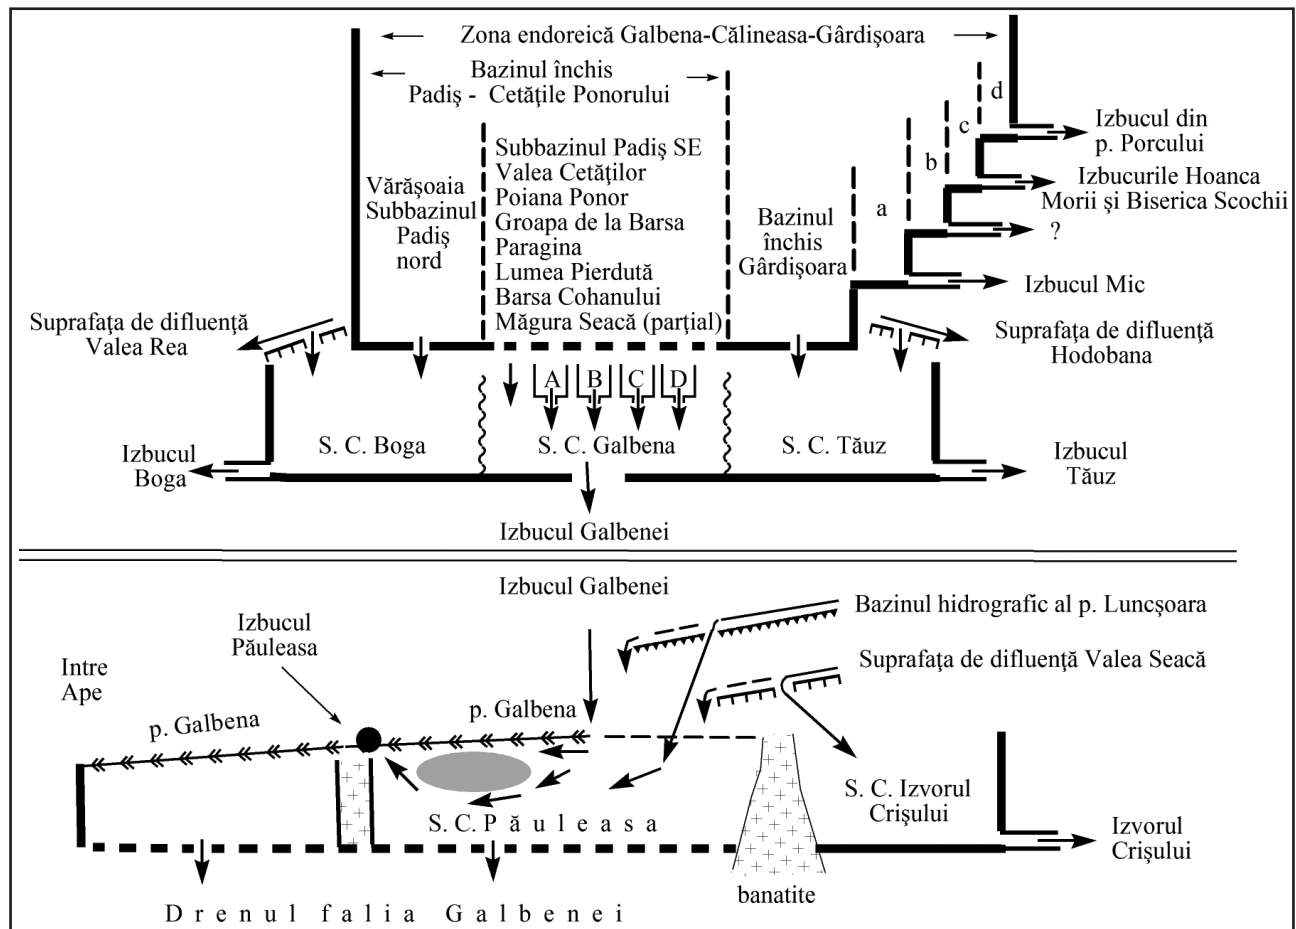 Zona endoreică Galbena-Călineasa-Gârdişoara
Bazinul închis
Padiş - Cetăţile Ponorului
d
c
b
a
Izbucul din
p. Porcului
Izbucurile Hoanca
Morii şi Biserica Scochii
?
Izbucul Mic
Subbazinul Padiş SE
Valea Cetăţilor
Poiana Ponor
Groapa de la Barsa
Paragina
Lumea Pierdută
Barsa Cohanului
Măgura Seacă (parţial)
Vărăşoaia
Subbazinul
Padiş
nord
Bazinul
închis
Gârdişoara
Suprafaţa de difluenţă
Valea Rea
Suprafaţa de difluenţă
Hodobana
A B C D
S. C. Boga
S. C. Galbena
S. C. Tăuz
Izbucul
Boga
Izbucul
Tăuz
Izbucul Galbenei
Izbucul Galbenei
Bazinul hidrografic al p. Luncşoara
Izbucul
Păuleasa
Suprafaţa de difluenţă Valea Seacă
Intre
Ape
p. Galbena
p. Galbena
S. C. Izvorul
Crişului
S. C. Păuleasa
Izvorul
Crişului
banatite
Drenul falia Galbenei